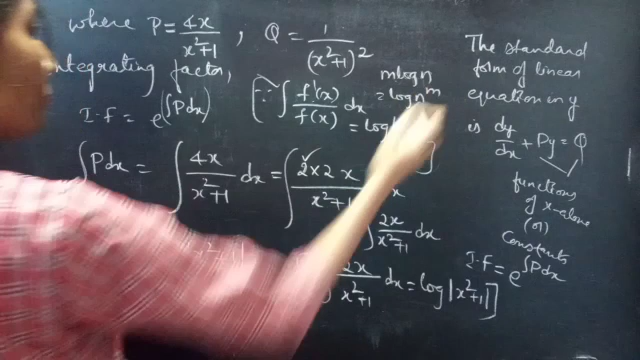 where P = 4x/(x²+1) , Q = 1/(x²+1)²
integrating factor,
I.F = e^(∫Pdx)
[∵ ∫ f'(x)/f(x) dx
= log
m log n
= log n^m
]
∫Pdx = ∫ 4x/(x²+1) dx = ∫ 2×2x/(x²+1)
∫ 2x/(x²+1) dx
2x/(x²+1) dx = log|x²+1|]
The standard
form of linear
equation in y
is dy/dx + Py = Q
functions
of x-alone
(or)
Constants
I.F = e^∫Pdx